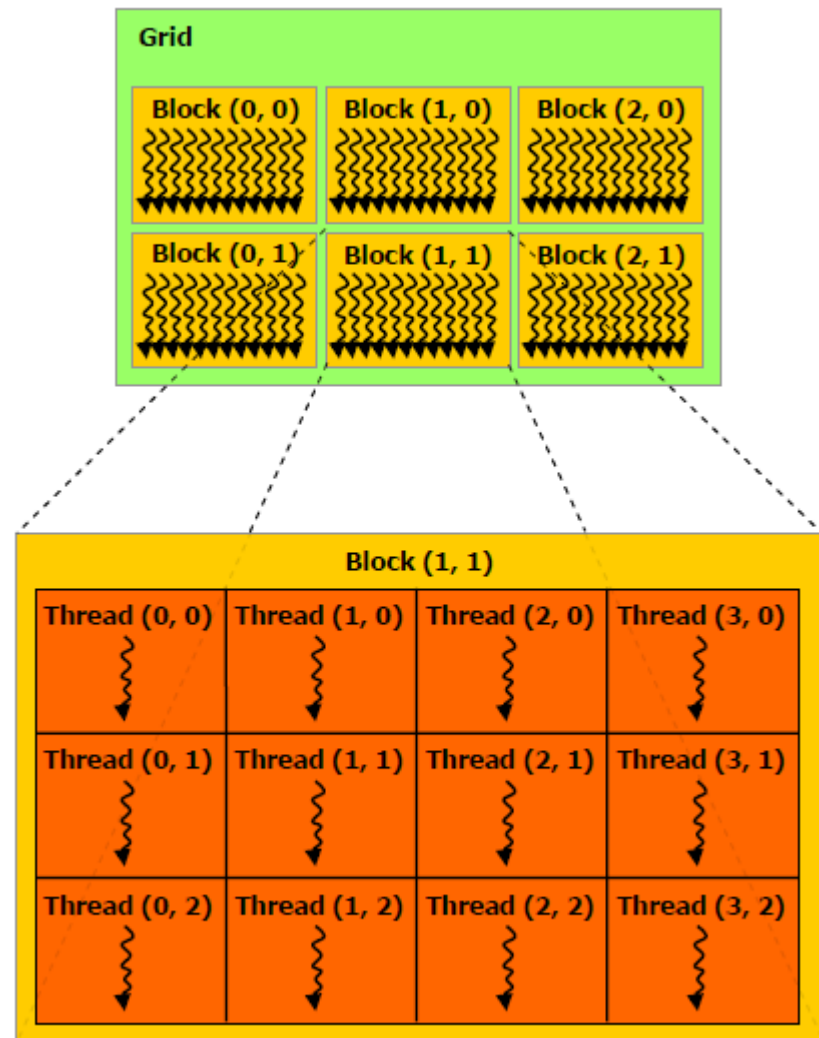 Grid
Block (0, 0) Block (1, 0) Block (2, 0)
Block (0, 1) Block (1, 1) Block (2, 1)
Block (1, 1)
Thread (0, 0) Thread (1, 0) Thread (2, 0) Thread (3, 0)
Thread (0, 1) Thread (1, 1) Thread (2, 1) Thread (3, 1)
Thread (0, 2) Thread (1, 2) Thread (2, 2) Thread (3, 2)